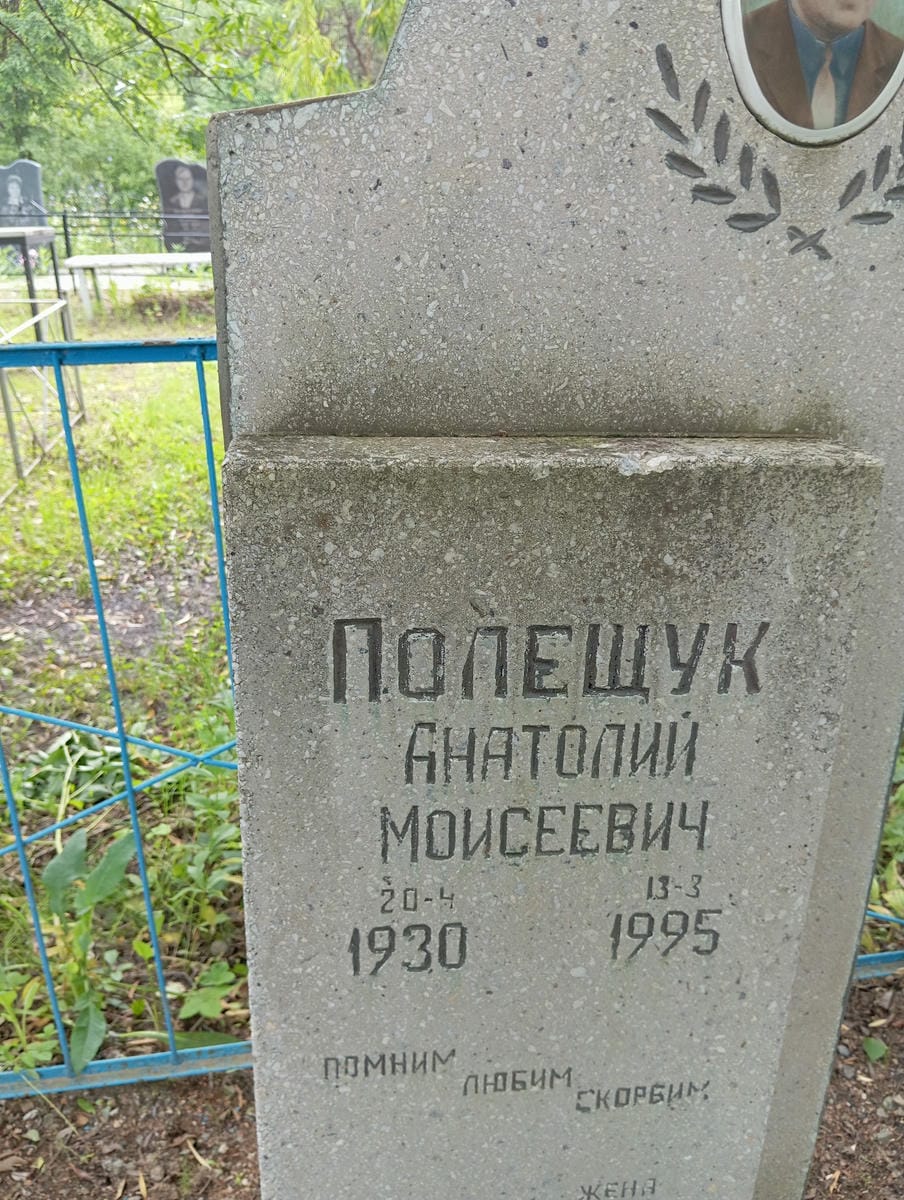 ПОЛЕЩУК
АНАТОЛИЙ
МОИСЕЕВИЧ
20-4 13-3
1930 1995
ПОМНИМ ЛЮБИМ СКОРБИМ
ЖЕНА